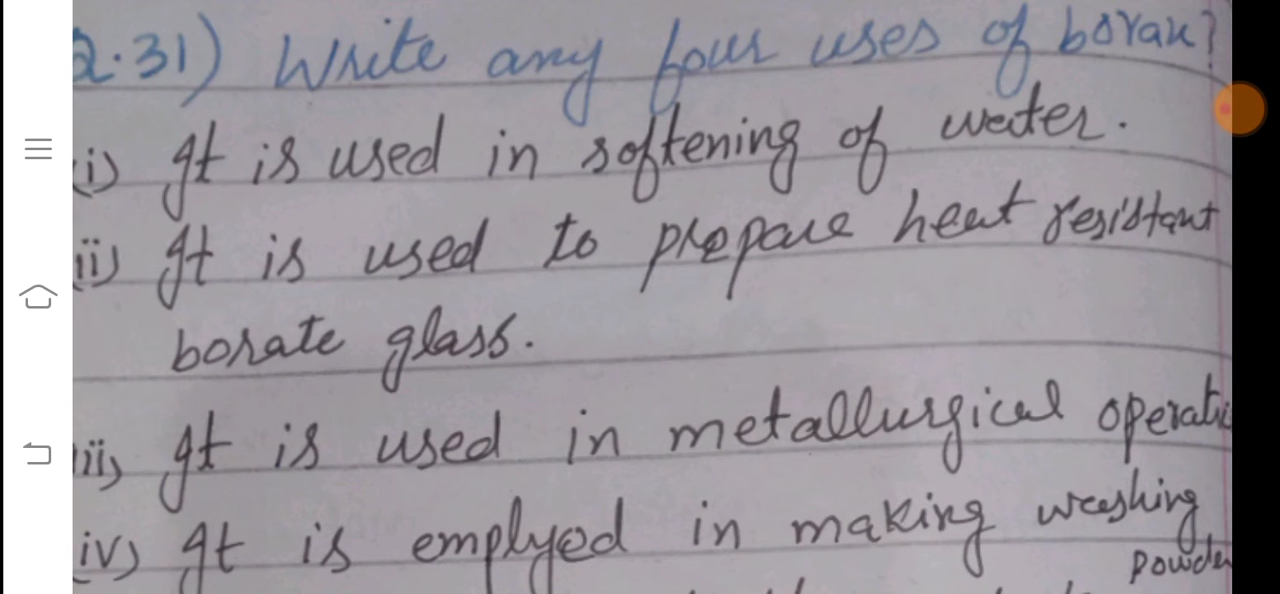 2.31) Write any four uses of borax?
(i) It is used in softening of water.
(ii) It is used to prepare heat resistant
borate glass.
iii) It is used in metallurgical operatio
(iv) It is emplyed in making washing
powder